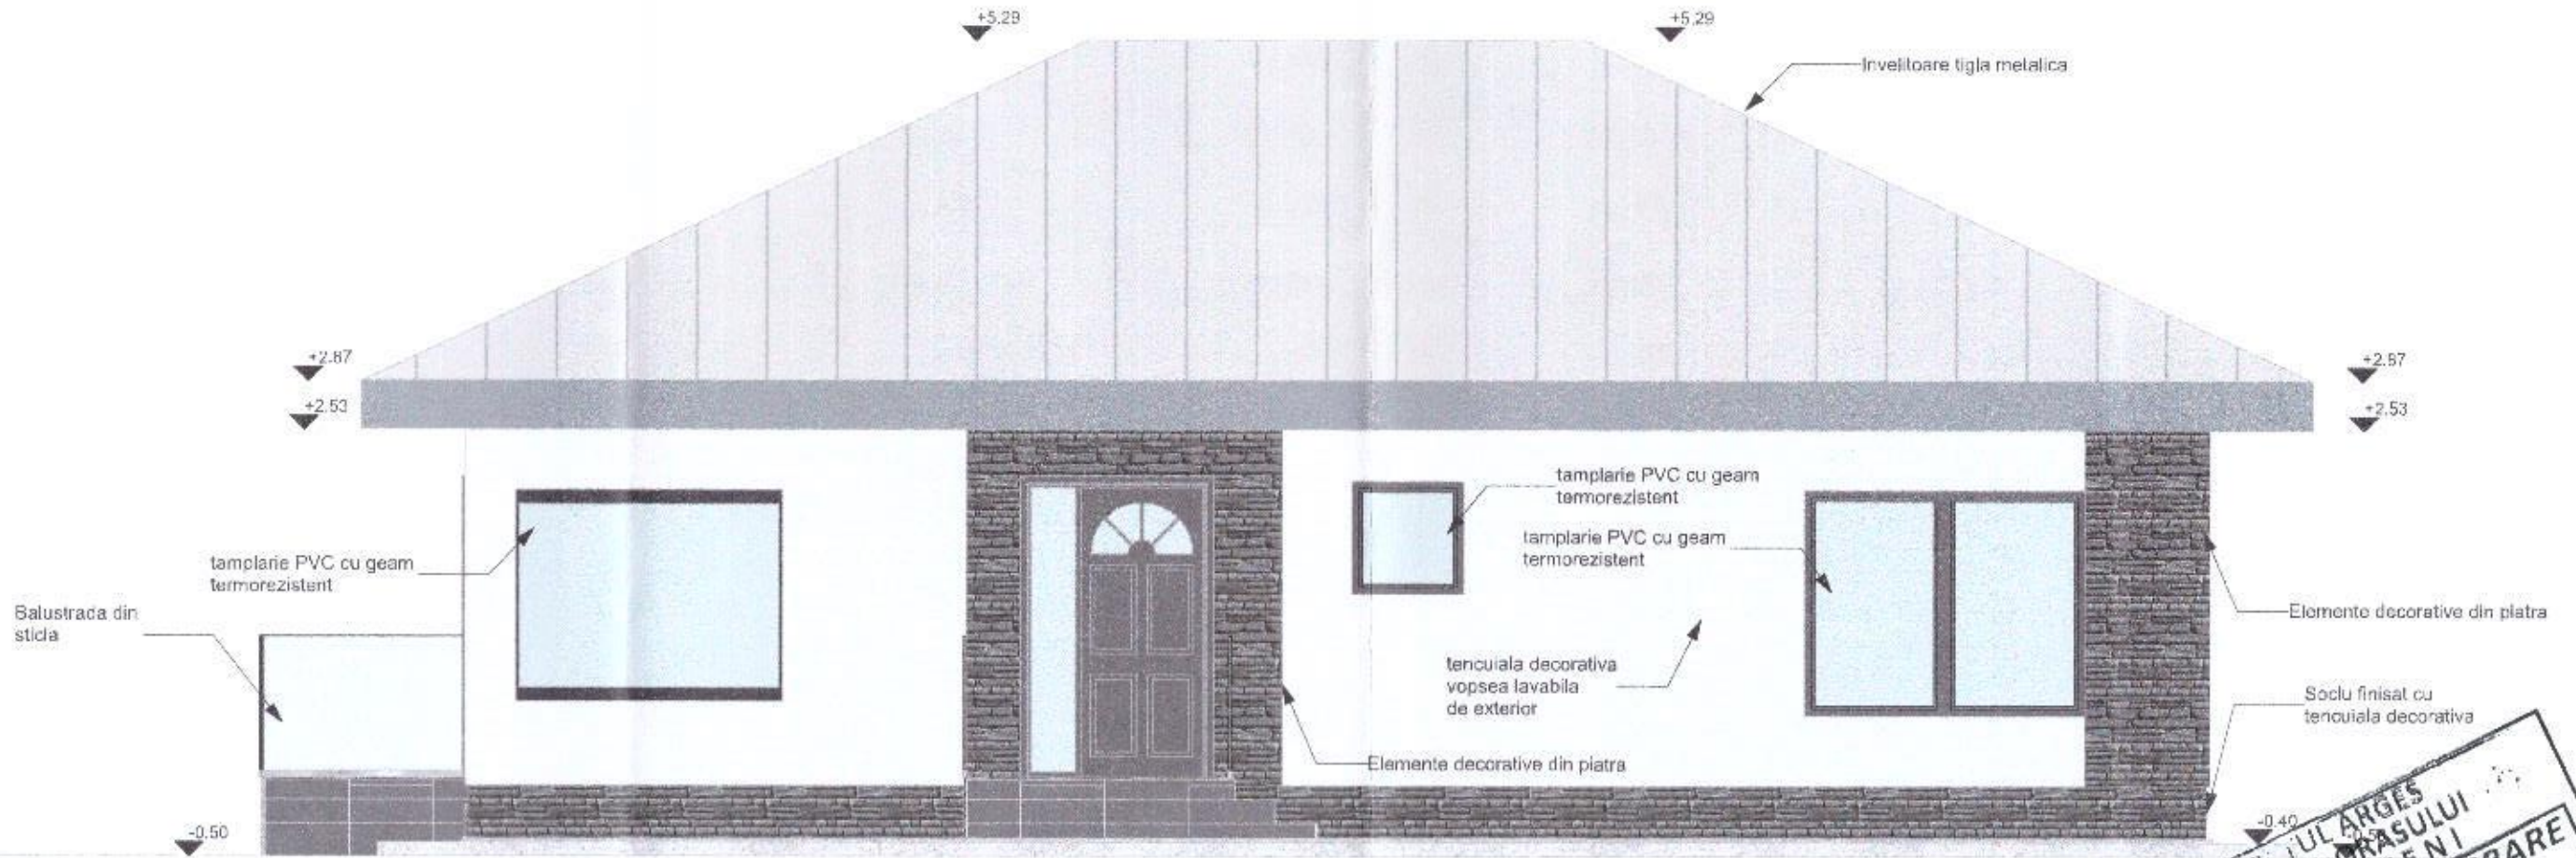 +5.29
+5.29
Invelitoare tigla metalica
+2.87
+2.87
+2.53
+2.53
tamplarie PVC cu geam
termorezistent
tamplarie PVC cu geam
termorezistent
tamplarie PVC cu geam
termorezistent
Balustrada din
sticla
Elemente decorative din piatra
tencuiala decorativa
vopsea lavabila
de exterior
Soclu finisat cu
tencuiala decorativa
Elemente decorative din piatra
-0.50
-0.40
UL ARGES
RASULUI
ENI